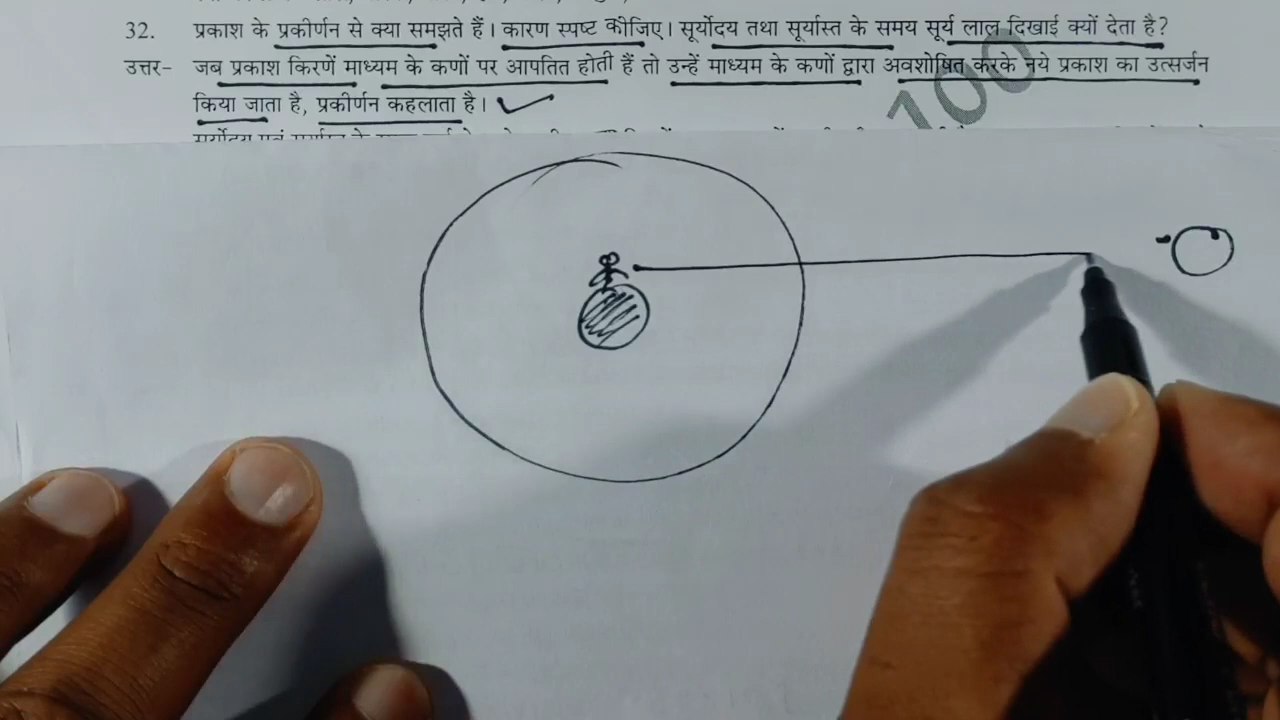 32. प्रकाश के प्रकीर्णन से क्या समझते हैं। कारण स्पष्ट कीजिए। सूर्योदय तथा सूर्यास्त के समय सूर्य लाल दिखाई क्यों देता है?
उत्तर– जब प्रकाश किरणें माध्यम के कणों पर आपतित होती हैं तो उन्हें माध्यम के कणों द्वारा अवशोषित करके नये प्रकाश का उत्सर्जन
किया जाता है, प्रकीर्णन कहलाता है।
100